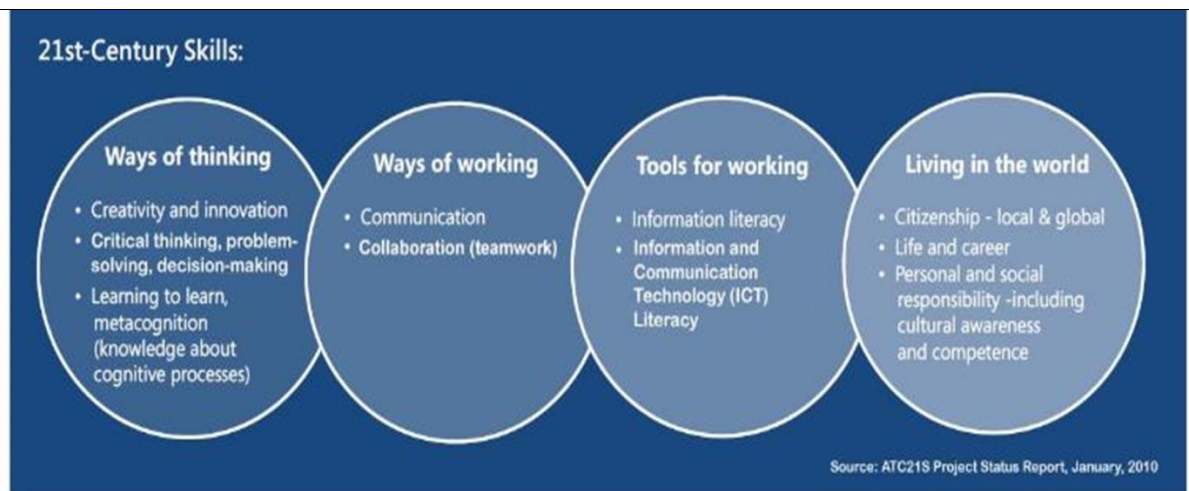 21st-Century Skills:
Ways of thinking
• Creativity and innovation
• Critical thinking, problem-
solving, decision-making
• Learning to learn,
metacognition
(knowledge about
cognitive processes)
Ways of working
• Communication
• Collaboration (teamwork)
Tools for working
• Information literacy
• Information and
Communication
Technology (ICT)
Literacy
Living in the world
• Citizenship - local & global
• Life and career
• Personal and social
responsibility -including
cultural awareness
and competence
Source: ATC21S Project Status Report, January, 2010